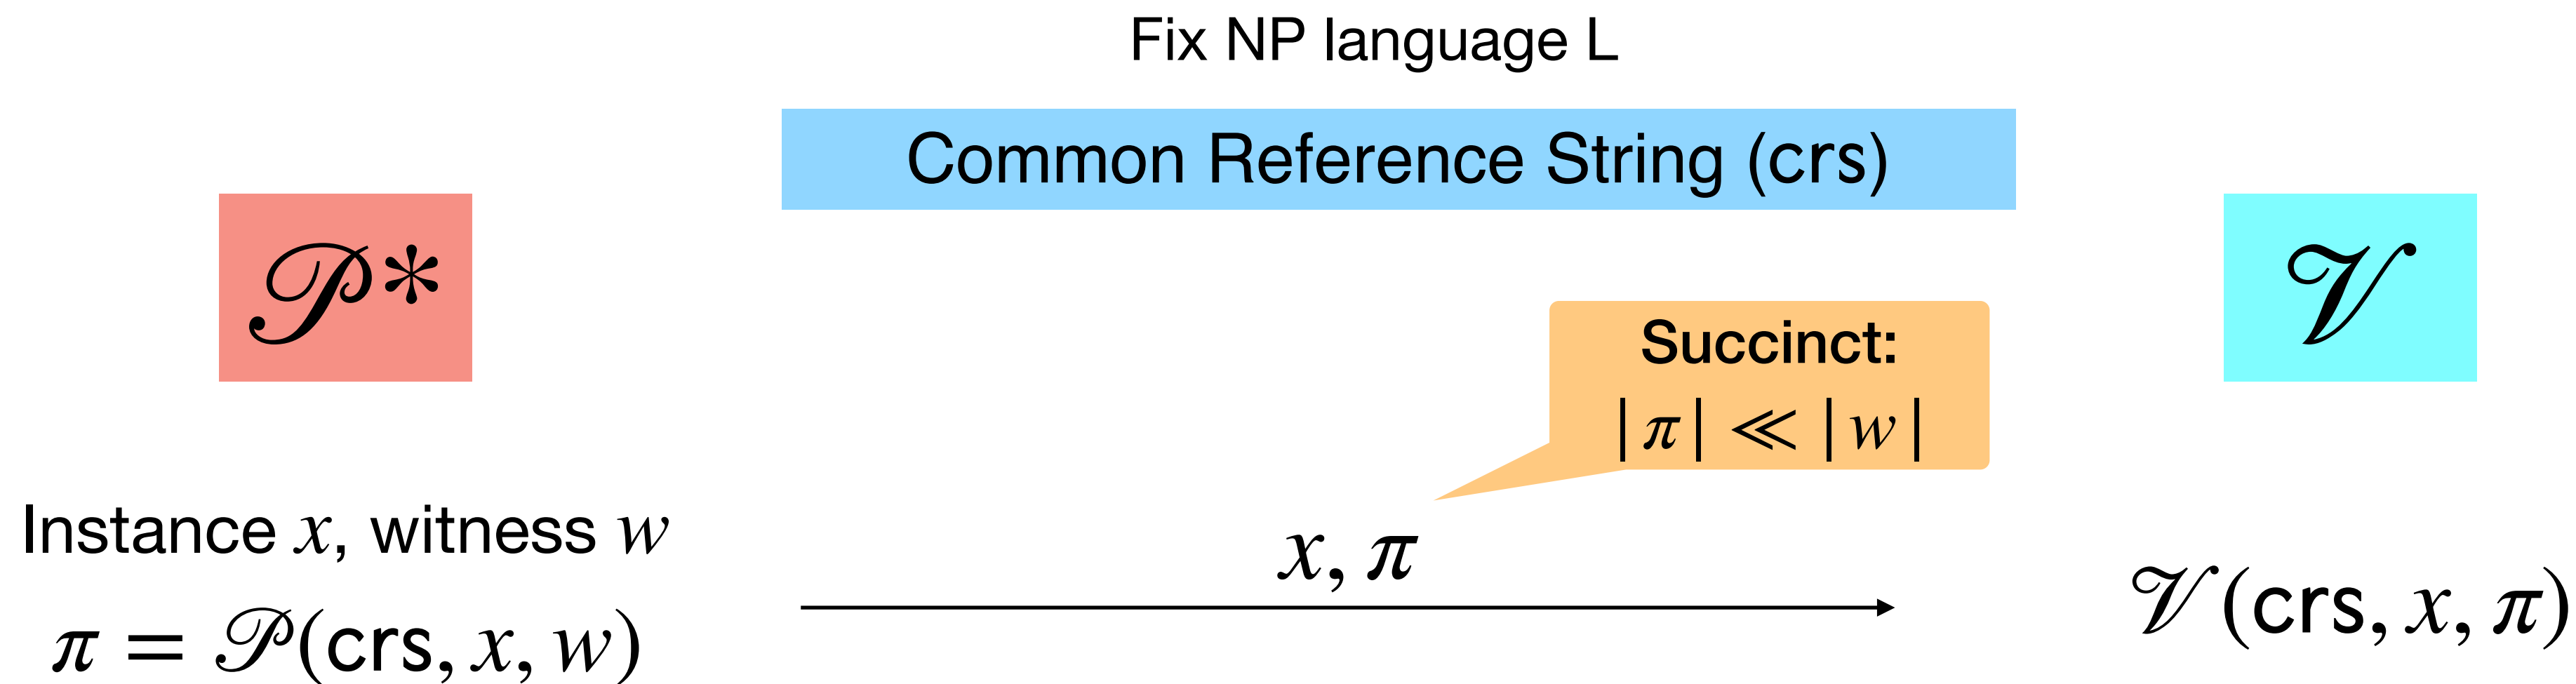 Fix NP language L
Common Reference String (crs)
𝒫*
𝒱
Succinct:
|π| ≪ |w|
Instance x, witness w
x, π
π = 𝒫(crs, x, w)
𝒱(crs, x, π)